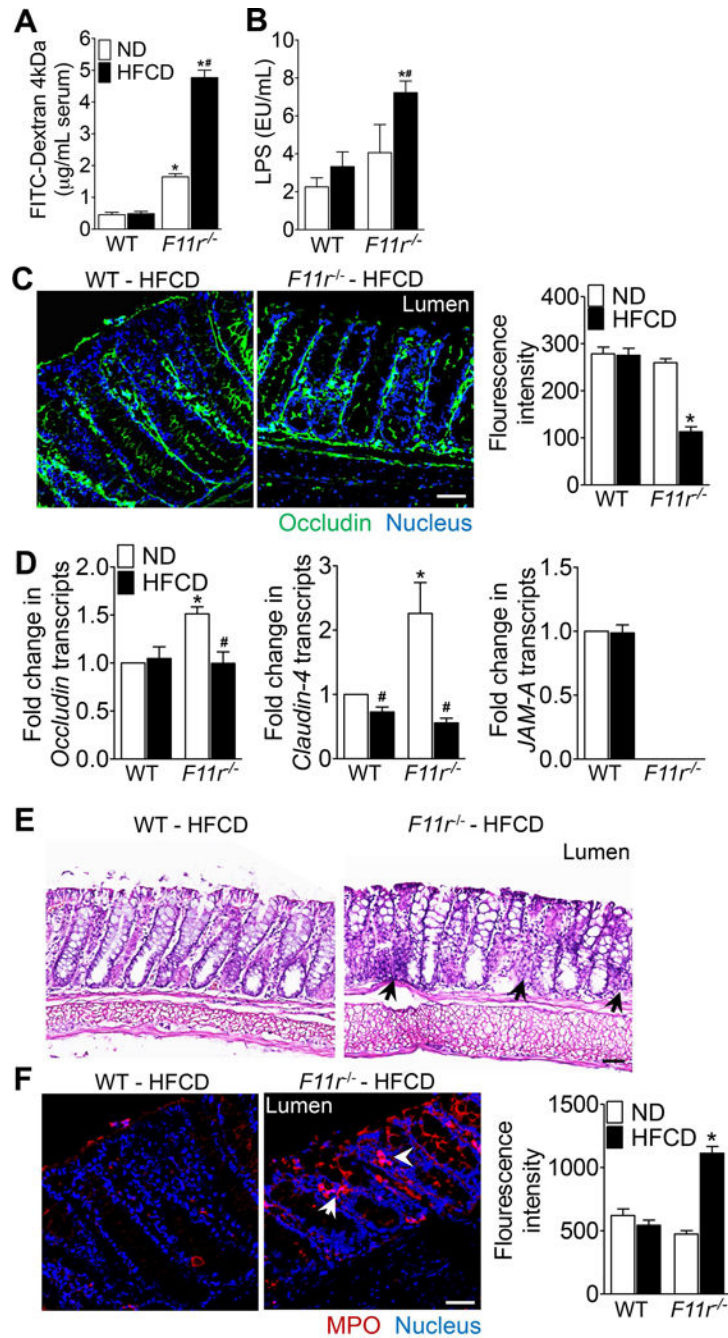 A
FITC-Dextran 4kDa
(µg/mL serum)
ND
HFCD
6
5
4
3
2
1
0
*
*#
WT
F11r-/-
B
LPS (EU/mL)
10
8
6
4
2
0
*#
WT
F11r-/-
C
WT - HFCD
F11r-/- - HFCD
Lumen
Occludin
Nucleus
Flourescence
intensity
400
300
200
100
0
ND
HFCD
*
WT
F11r-/-
D
Fold change in
Occludin transcripts
ND
HFCD
2.0
1.5
1.0
0.5
0.0
*
#
WT
F11r-/-
Fold change in
Claudin-4 transcripts
3
2
1
0
#
*
#
WT
F11r-/-
Fold change in
JAM-A transcripts
1.5
1.0
0.5
0.0
WT
F11r-/-
E
WT - HFCD
F11r-/- - HFCD
Lumen
F
WT - HFCD
F11r-/- - HFCD
Lumen
MPO
Nucleus
Flourescence
intensity
1500
1000
500
0
ND
HFCD
*
WT
F11r-/-